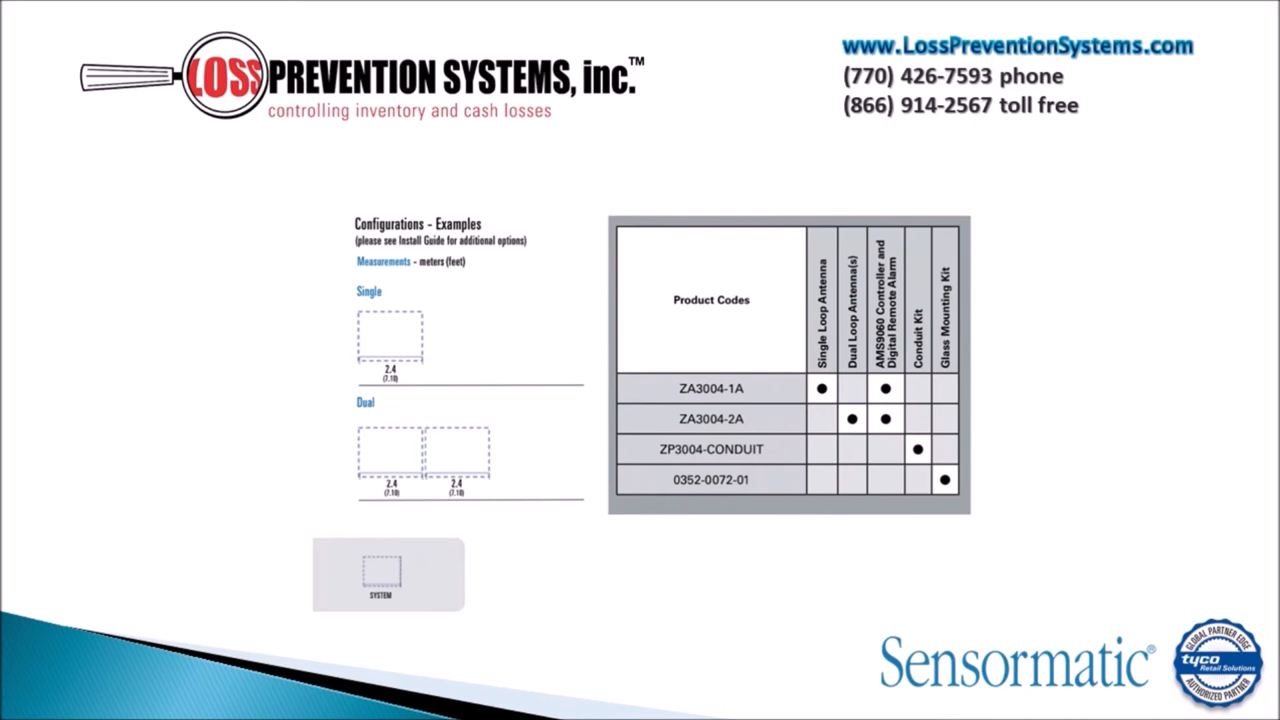 LOSS PREVENTION SYSTEMS, inc.™
controlling inventory and cash losses
www.LossPreventionSystems.com
(770) 426-7593 phone
(866) 914-2567 toll free
Configurations - Examples
(please see Install Guide for additional options)
Measurements - meters (feet)
Single
2.4
(7.10)
Dual
2.4 2.4
(7.10) (7.10)
SYSTEM
Product Codes
Single Loop Antenna
Dual Loop Antenna(s)
AMS9060 Controller and
Digital Remote Alarm
Conduit Kit
Glass Mounting Kit
ZA3004-1A ● ●
ZA3004-2A ● ●
ZP3004-CONDUIT ●
0352-0072-01 ●
Sensormatic®
GLOBAL PARTNER EDGE
tyco
Retail Solutions
AUTHORIZED PARTNER